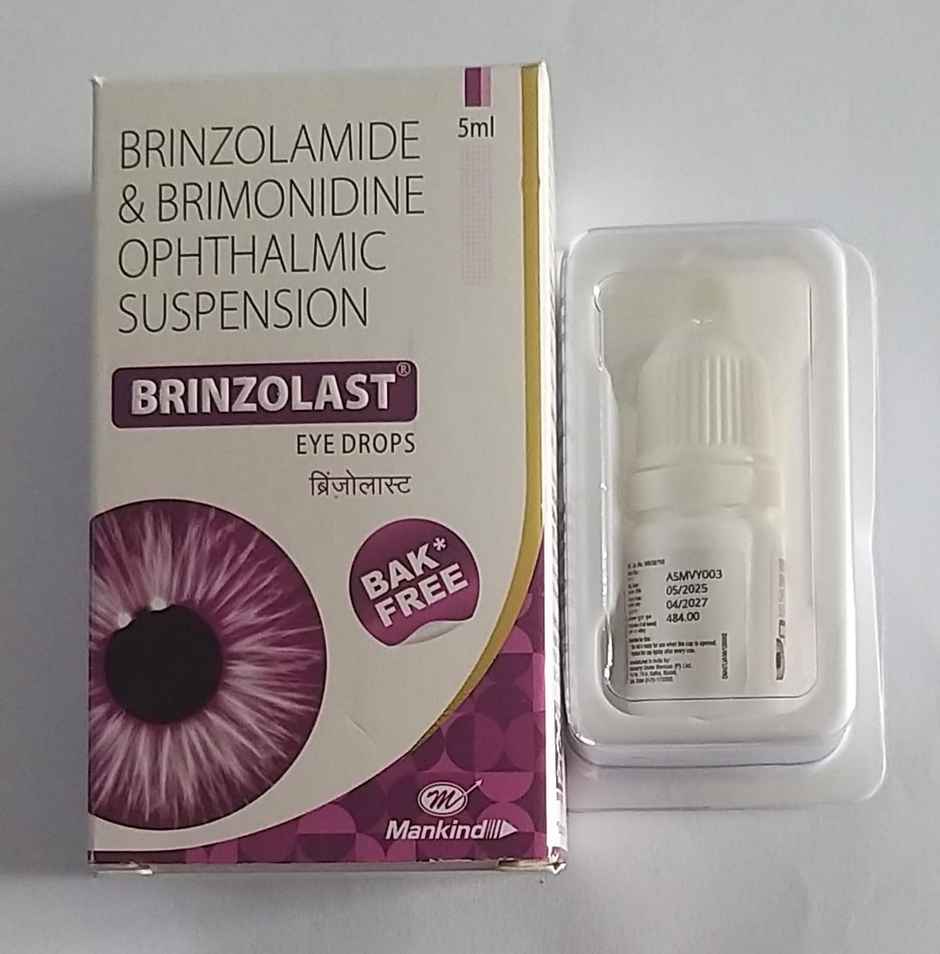 5ml
BRINZOLAMIDE
& BRIMONIDINE
OPHTHALMIC
SUSPENSION
BRINZOLAST®
EYE DROPS
ब्रिंज़ोलास्ट
BAK*
FREE
Mankind
ASMVY003
05/2025
04/2027
484.00